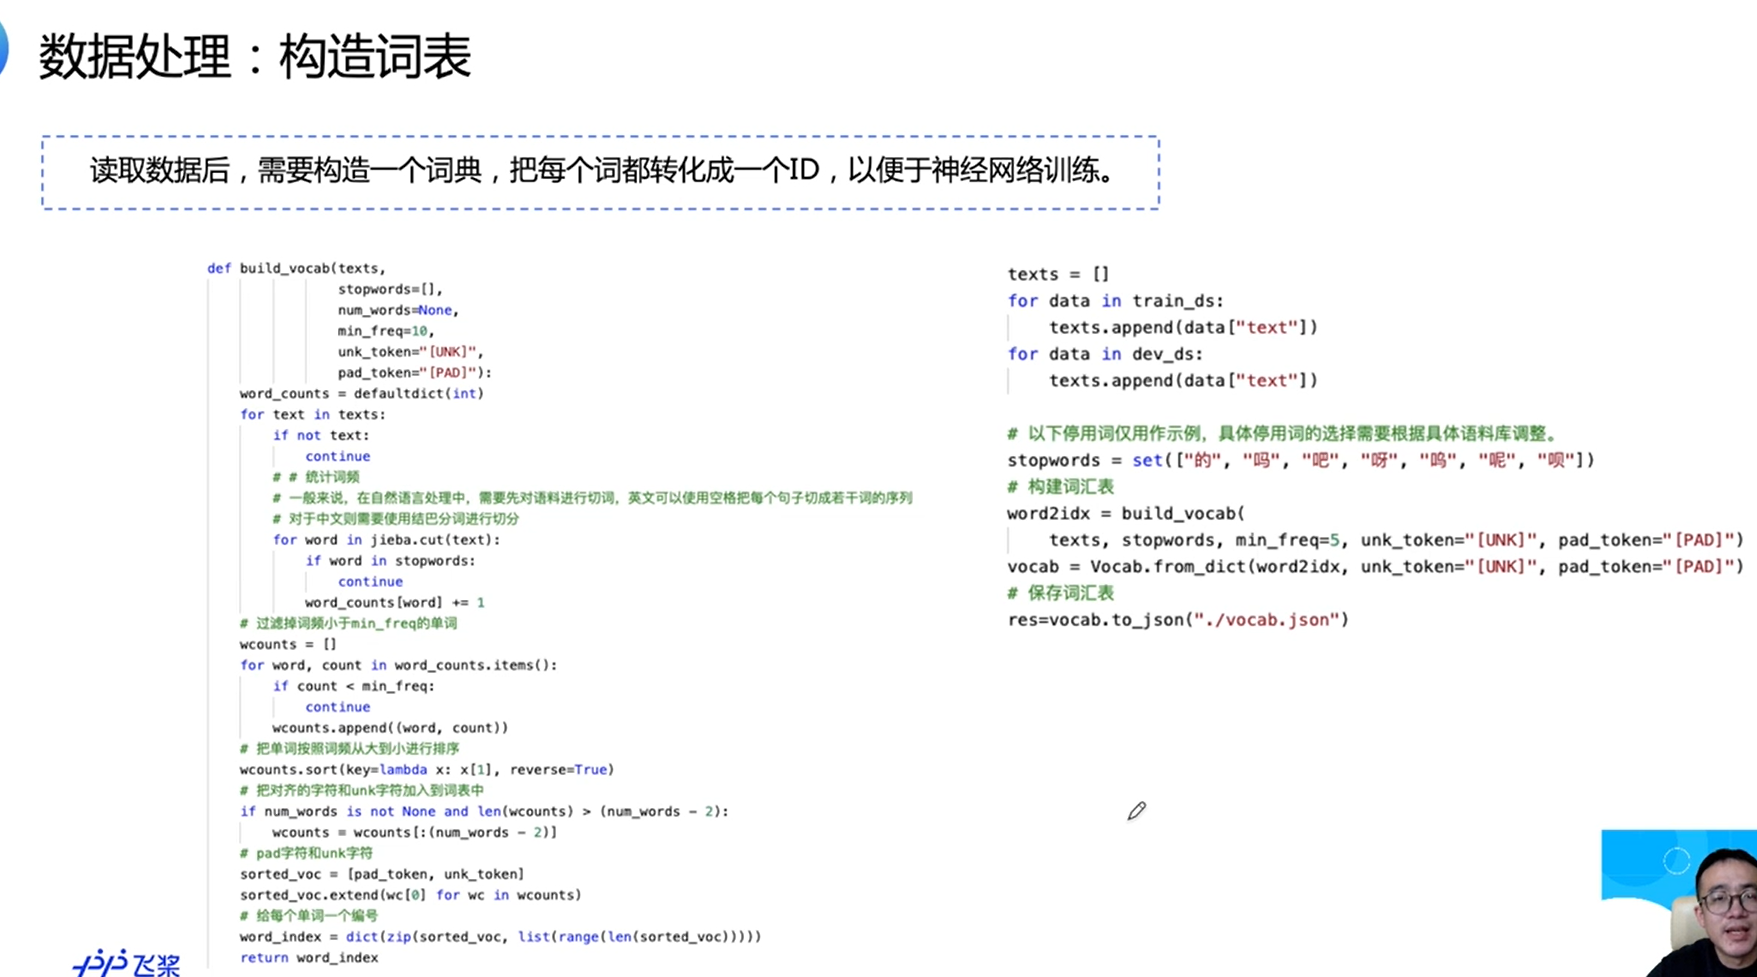 数据处理：构造词表
读取数据后，需要构造一个词典，把每个词都转化成一个ID，以便于神经网络训练。
def build_vocab(texts,
stopwords=[],
num_words=None,
min_freq=10,
unk_token="[UNK]",
pad_token="[PAD]"):
word_counts = defaultdict(int)
for text in texts:
if not text:
continue
# # 统计词频
# 一般来说，在自然语言处理中，需要先对语料进行切词，英文可以使用空格把每个句子切成若干词的序列
# 对于中文则需要使用结巴分词进行切分
for word in jieba.cut(text):
if word in stopwords:
continue
word_counts[word] += 1
# 过滤掉词频小于min_freq的单词
wcounts = []
for word, count in word_counts.items():
if count < min_freq:
continue
wcounts.append((word, count))
# 把单词按照词频从大到小进行排序
wcounts.sort(key=lambda x: x[1], reverse=True)
# 把对齐的字符和unk字符加入到词表中
if num_words is not None and len(wcounts) > (num_words - 2):
wcounts = wcounts[:(num_words - 2)]
# pad字符和unk字符
sorted_voc = [pad_token, unk_token]
sorted_voc.extend(wc[0] for wc in wcounts)
# 给每个单词一个编号
word_index = dict(zip(sorted_voc, list(range(len(sorted_voc)))))
return word_index
texts = []
for data in train_ds:
texts.append(data["text"])
for data in dev_ds:
texts.append(data["text"])
# 以下停用词仅用作示例，具体停用词的选择需要根据具体语料库调整。
stopwords = set(["的", "吗", "吧", "呀", "呜", "呢", "呗"])
# 构建词汇表
word2idx = build_vocab(
texts, stopwords, min_freq=5, unk_token="[UNK]", pad_token="[PAD]")
vocab = Vocab.from_dict(word2idx, unk_token="[UNK]", pad_token="[PAD]")
# 保存词汇表
res=vocab.to_json("./vocab.json")
飞桨